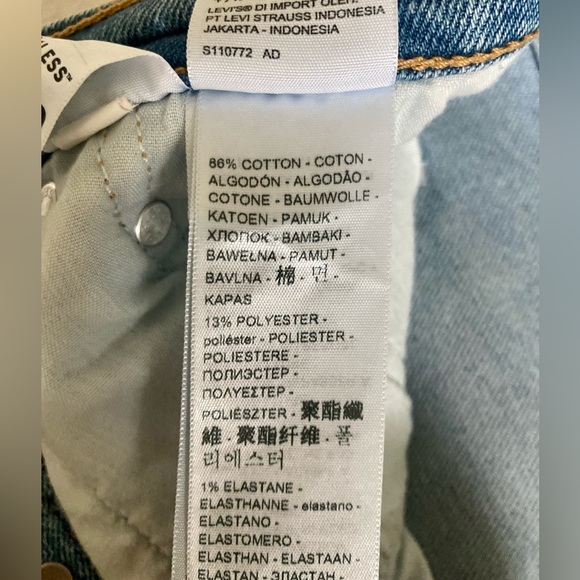 LEVI'S® DI IMPORT OLEH:
PT LEVI STRAUSS INDONESIA
JAKARTA - INDONESIA
S110772 AD
LESS™
86% COTTON - COTON -
ALGODÓN - ALGODÃO -
COTONE - BAUMWOLLE -
KATOEN - PAMUK -
ХЛОПОК - BAMBAKI -
BAWEŁNA - PAMUT -
BAVLNA - 棉 - 면 -
KAPAS
13% POLYESTER -
poliéster - POLIESTER -
POLIESTERE -
ПОЛИЭСТЕР -
ΠΟΛΥΕΣΤΕΡ -
POLIÉSZTER - 聚酯纖
維 - 聚酯纤维 - 폴
리에스터
1% ELASTANE -
ELASTHANNE - elastano -
ELASTANO -
ELASTOMERO -
ELASTHAN - ELASTAAN -
ELASTAN - ЭЛАСТАН -